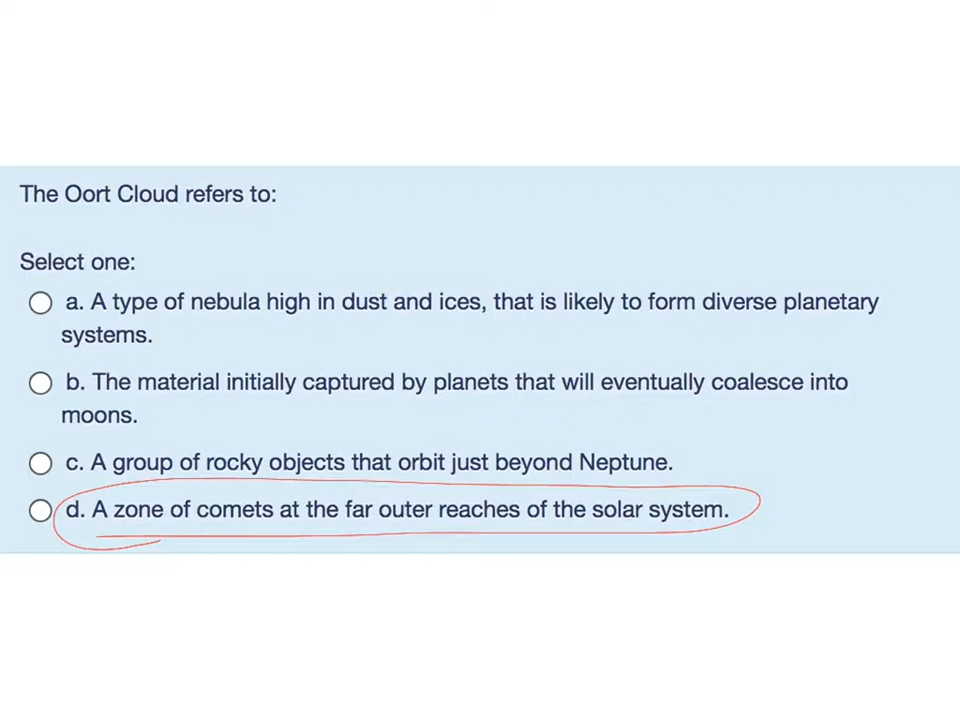 The Oort Cloud refers to:
Select one:
a. A type of nebula high in dust and ices, that is likely to form diverse planetary
systems.
b. The material initially captured by planets that will eventually coalesce into
moons.
c. A group of rocky objects that orbit just beyond Neptune.
d. A zone of comets at the far outer reaches of the solar system.